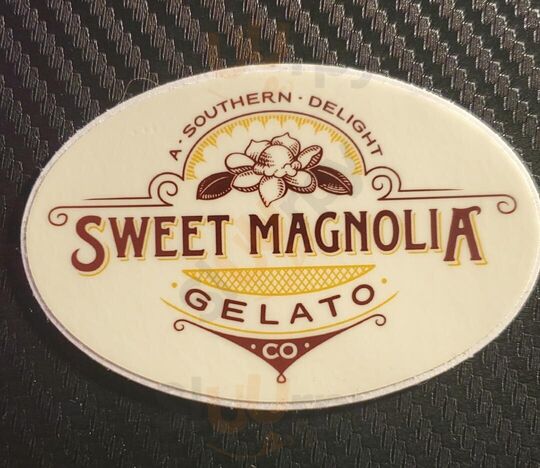 A · SOUTHERN · DELIGHT
SWEET MAGNOLIA
· GELATO ·
· CO ·